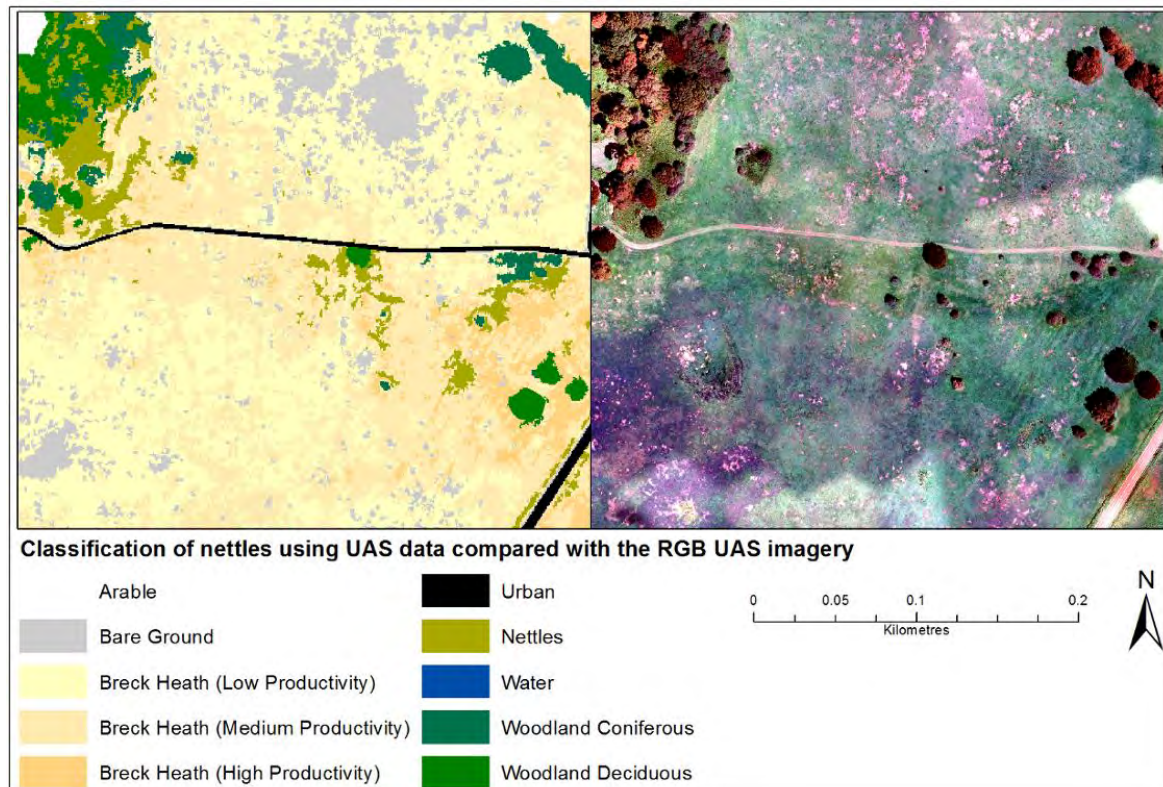 Classification of nettles using UAS data compared with the RGB UAS imagery
Arable
Bare Ground
Breck Heath (Low Productivity)
Breck Heath (Medium Productivity)
Breck Heath (High Productivity)
Urban
Nettles
Water
Woodland Coniferous
Woodland Deciduous
0 0.05 0.1 0.2
Kilometres
N